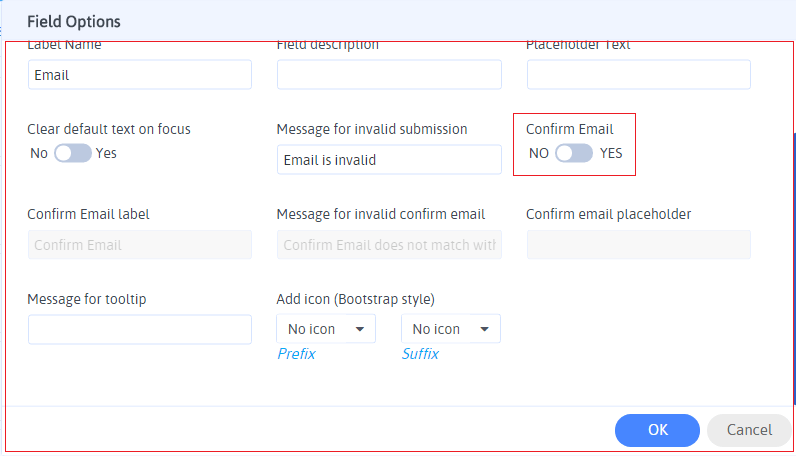 Field Options
Label Name Field description Placeholder Text
Email
Clear default text on focus Message for invalid submission Confirm Email
No Yes Email is invalid NO YES
Confirm Email label Message for invalid confirm email Confirm email placeholder
Confirm Email Confirm Email does not match with
Message for tooltip Add icon (Bootstrap style)
No icon No icon
Prefix Suffix
OK Cancel